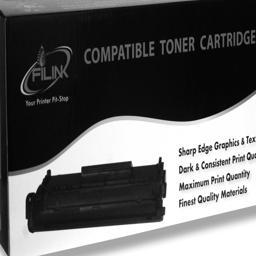 COMPATIBLE TONER CARTRIDGE
FILINK
Your Printer Pit-Stop
Sharp Edge Graphics & Tex
Dark & Consistent Print Qu
Maximum Print Quantity
Finest Quality Materials